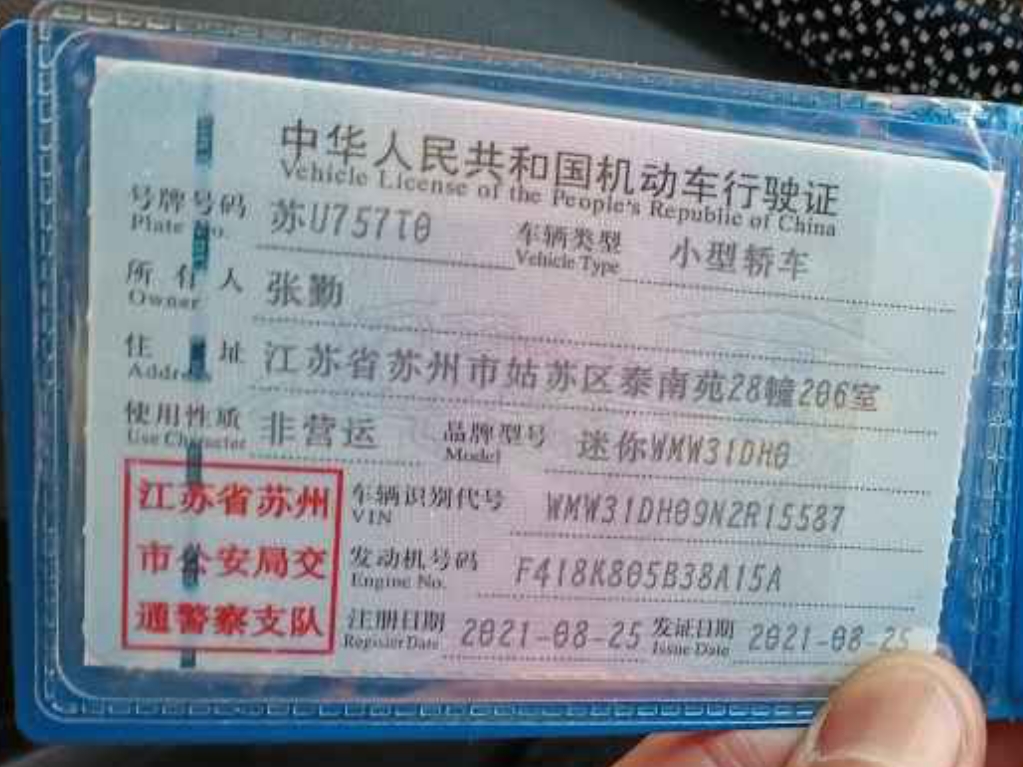 中华人民共和国机动车行驶证
Vehicle License of the People's Republic of China
号牌号码 苏U757T0 车辆类型 小型轿车
Plate No. Vehicle Type
所有人 张勤
Owner
住址 江苏省苏州市姑苏区泰南苑28幢206室
Address
使用性质 非营运 品牌型号 迷你WMW31DH0
Use Character Model
江苏省苏州 车辆识别代号 WMW31DH09N2R15587
VIN
市公安局交 发动机号码 F418K805B38A15A
Engine No.
通警察支队 注册日期 2021-08-25 发证日期 2021-08-25
Register Date Issue Date